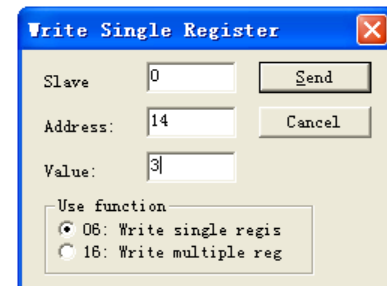 Write Single Register
Slave 0 Send
Address: 14 Cancel
Value: 3
Use function
06: Write single regis
16: Write multiple reg